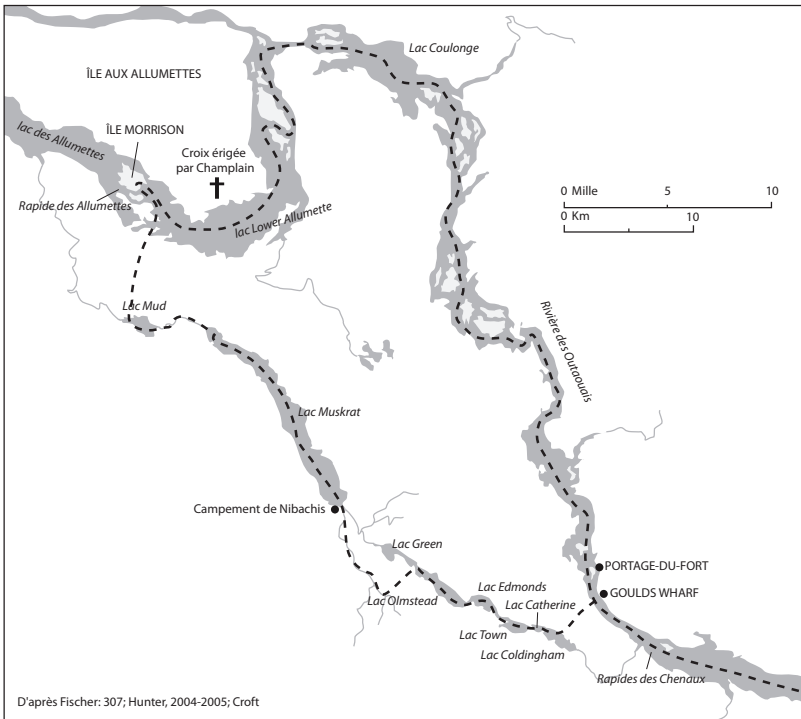 Lac Coulonge
ÎLE AUX ALLUMETTES
lac des Allumettes
ÎLE MORRISON
Croix érigée
par Champlain
Rapide des Allumettes
lac Lower Allumette
0 Mille 5 10
0 Km 10
Lac Mud
Rivière des Outaouais
Lac Muskrat
Campement de Nibachis
Lac Green
PORTAGE-DU-FORT
Lac Edmonds
GOULDS WHARF
Lac Olmstead
Lac Catherine
Lac Town
Lac Coldingham
Rapides des Chenaux
D'après Fischer: 307; Hunter, 2004-2005; Croft